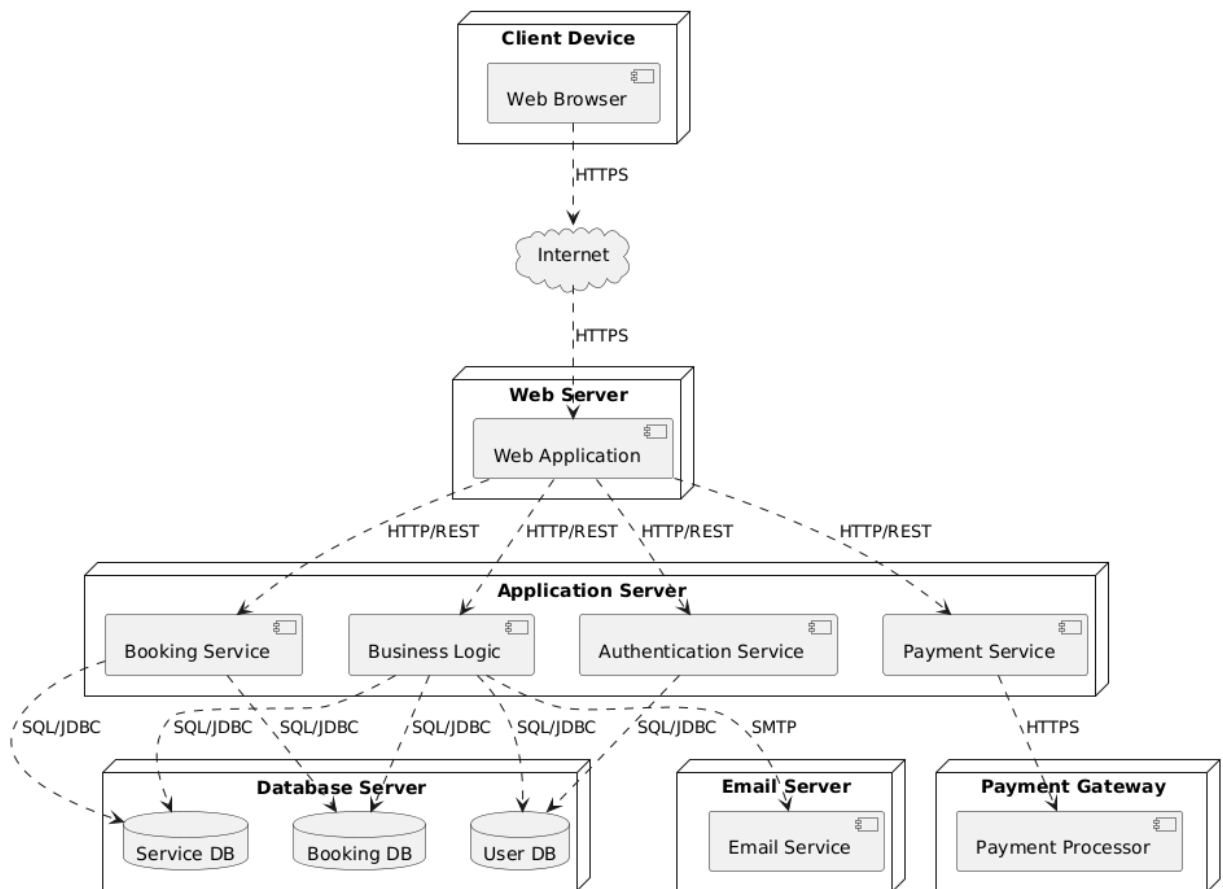 Client Device
Web Browser
HTTPS
Internet
HTTPS
Web Server
Web Application
HTTP/REST
HTTP/REST
HTTP/REST
HTTP/REST
Application Server
Booking Service
Business Logic
Authentication Service
Payment Service
SQL/JDBC
SQL/JDBC
SQL/JDBC
SQL/JDBC
SQL/JDBC
SQL/JDBC
SMTP
HTTPS
Database Server
Email Server
Payment Gateway
Service DB
Booking DB
User DB
Email Service
Payment Processor